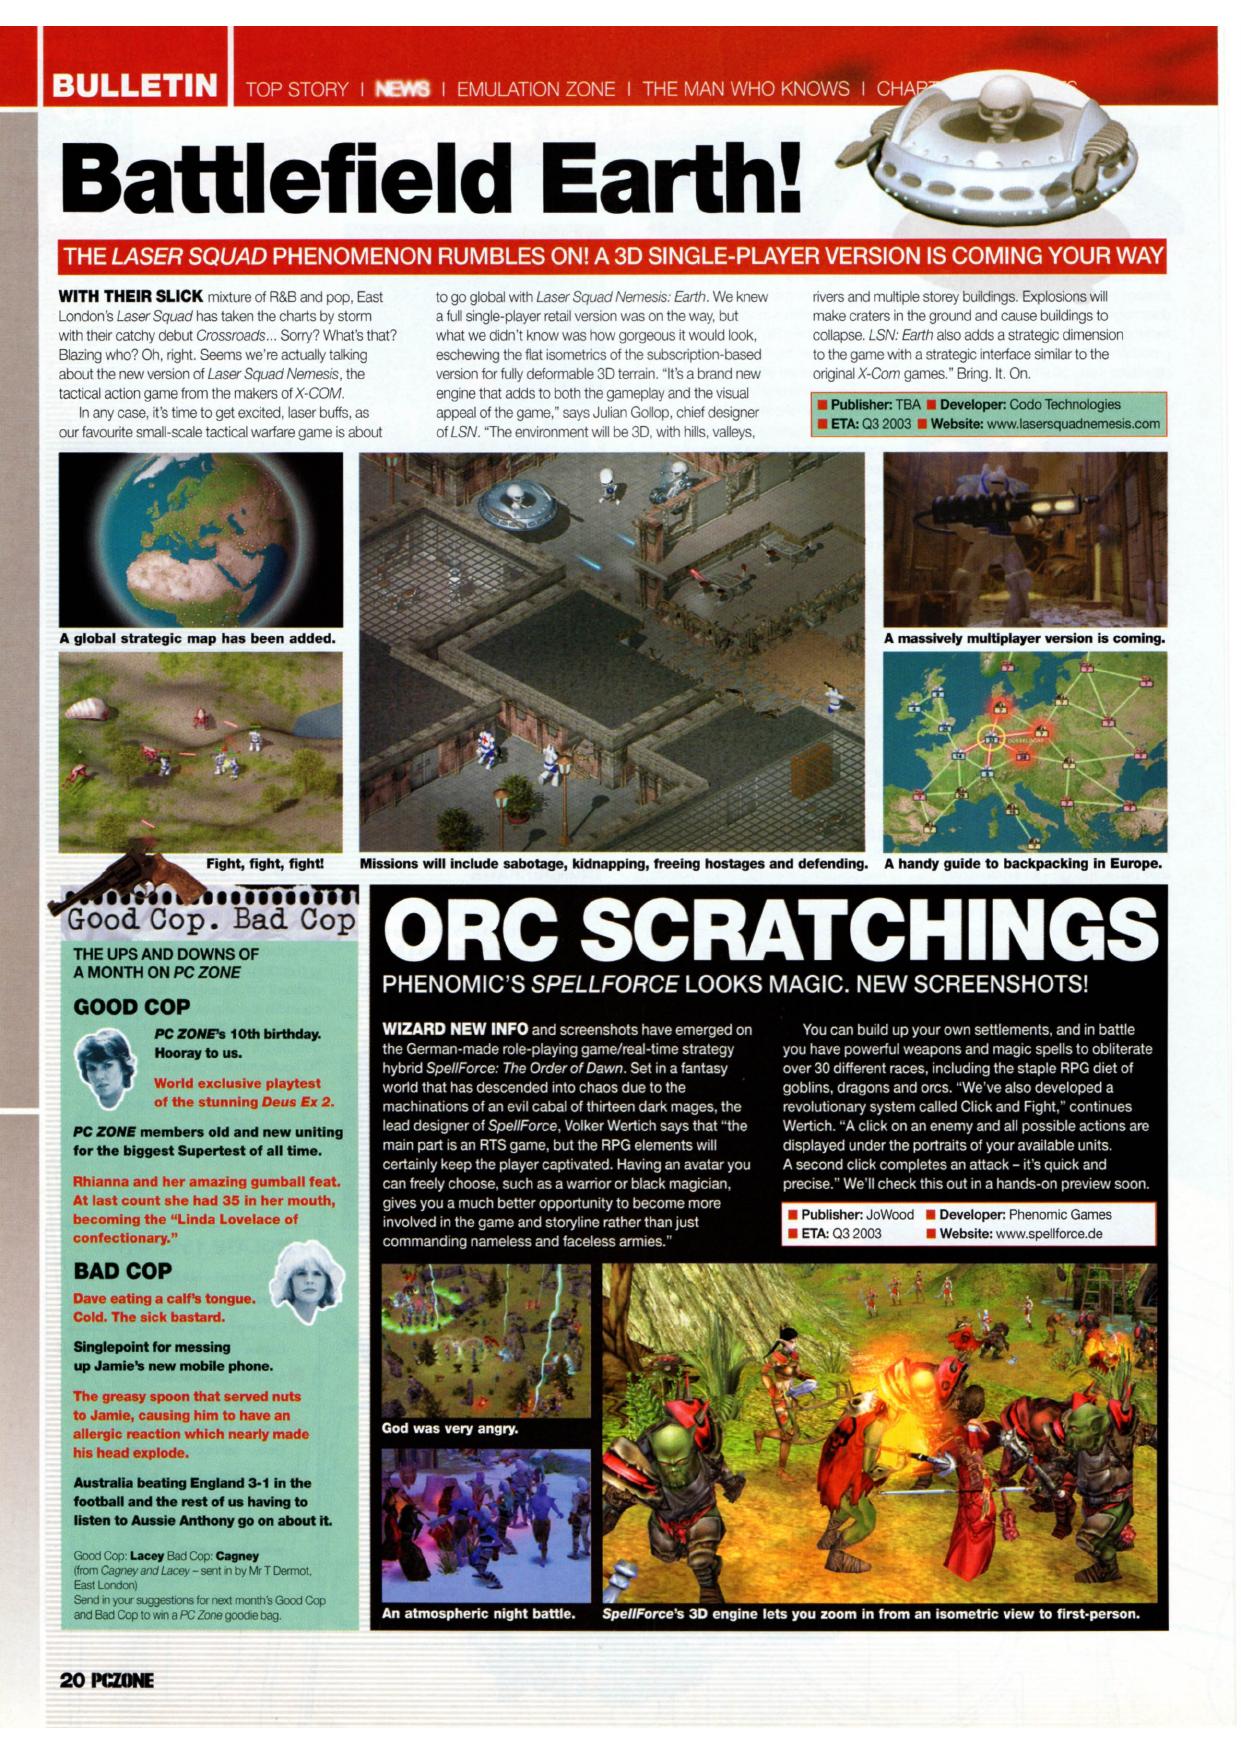 BULLETIN
TOP STORY | NEWS | EMULATION ZONE | THE MAN WHO KNOWS |
Battlefield Earth!
THE LASER SQUAD PHENOMENON RUMBLES ON! A 3D SINGLE-PLAYER VERSION IS COMING YOUR WAY
WITH THEIR SLICK mixture of R&B and pop, East
London's Laser Squad has taken the charts by storm
with their catchy debut Crossroads... Sorry? What's that?
Blazing who? Oh, right. Seems we're actually talking
about the new version of Laser Squad Nemesis, the
tactical action game from the makers of X-COM.
In any case, it's time to get excited, laser buffs, as
our favourite small-scale tactical warfare game is about
to go global with Laser Squad Nemesis: Earth. We knew
a full single-player retail version was on the way, but
what we didn't know was how gorgeous it would look,
eschewing the flat isometrics of the subscription-based
version for fully deformable 3D terrain. "It's a brand new
engine that adds to both the gameplay and the visual
appeal of the game," says Julian Gollop, chief designer
of LSN. "The environment will be 3D, with hills, valleys,
rivers and multiple storey buildings. Explosions will
make craters in the ground and cause buildings to
collapse. LSN: Earth also adds a strategic dimension
to the game with a strategic interface similar to the
original X-Com games." Bring. It. On.
■ Publisher: TBA ■ Developer: Codo Technologies
■ ETA: Q3 2003 ■ Website: www.lasersquadnemesis.com
A global strategic map has been added.
A massively multiplayer version is coming.
Fight, fight, fight!
Missions will include sabotage, kidnapping, freeing hostages and defending.
A handy guide to backpacking in Europe.
Good Cop. Bad Cop
THE UPS AND DOWNS OF
A MONTH ON PC ZONE
GOOD COP
PC ZONE's 10th birthday.
Hooray to us.
World exclusive playtest
of the stunning Deus Ex 2.
PC ZONE members old and new uniting
for the biggest Supertest of all time.
Rhianna and her amazing gumball feat.
At last count she had 35 in her mouth,
becoming the "Linda Lovelace of
confectionary."
BAD COP
Dave eating a calf's tongue.
Cold. The sick bastard.
Singlepoint for messing
up Jamie's new mobile phone.
The greasy spoon that served nuts
to Jamie, causing him to have an
allergic reaction which nearly made
his head explode.
Australia beating England 3-1 in the
football and the rest of us having to
listen to Aussie Anthony go on about it.
Good Cop: Lacey Bad Cop: Cagney
(from Cagney and Lacey – sent in by Mr T Dermot,
East London)
Send in your suggestions for next month's Good Cop
and Bad Cop to win a PC Zone goodie bag.
ORC SCRATCHINGS
PHENOMIC'S SPELLFORCE LOOKS MAGIC. NEW SCREENSHOTS!
WIZARD NEW INFO and screenshots have emerged on
the German-made role-playing game/real-time strategy
hybrid SpellForce: The Order of Dawn. Set in a fantasy
world that has descended into chaos due to the
machinations of an evil cabal of thirteen dark mages, the
lead designer of SpellForce, Volker Wertich says that "the
main part is an RTS game, but the RPG elements will
certainly keep the player captivated. Having an avatar you
can freely choose, such as a warrior or black magician,
gives you a much better opportunity to become more
involved in the game and storyline rather than just
commanding nameless and faceless armies."
You can build up your own settlements, and in battle
you have powerful weapons and magic spells to obliterate
over 30 different races, including the staple RPG diet of
goblins, dragons and orcs. "We've also developed a
revolutionary system called Click and Fight," continues
Wertich. "A click on an enemy and all possible actions are
displayed under the portraits of your available units.
A second click completes an attack – it's quick and
precise." We'll check this out in a hands-on preview soon.
■ Publisher: JoWood ■ Developer: Phenomic Games
■ ETA: Q3 2003 ■ Website: www.spellforce.de
God was very angry.
An atmospheric night battle.
SpellForce's 3D engine lets you zoom in from an isometric view to first-person.
20 PCZONE